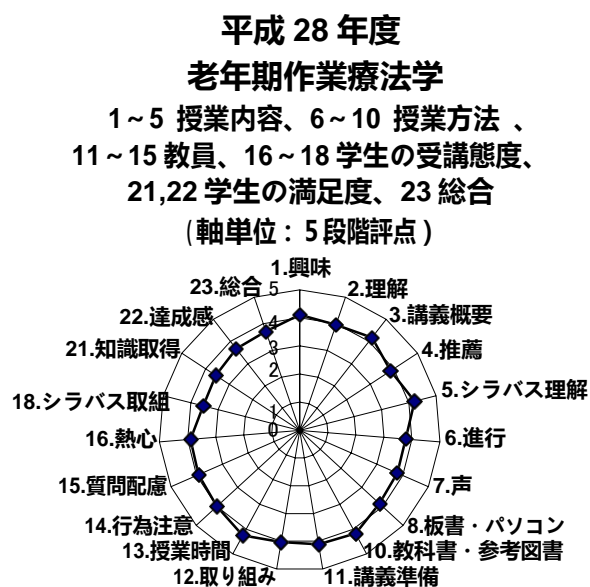 平成 28 年度
老年期作業療法学
1～5 授業内容、6～10 授業方法 、
11～15 教員、16～18 学生の受講態度、
21,22 学生の満足度、23 総合
(軸単位：5段階評点)
1.興味
23.総合
5
2.理解
22.達成感
4
3.講義概要
21.知識取得
3
4.推薦
2
18.シラバス取組
5.シラバス理解
1
0
16.熱心
6.進行
15.質問配慮
7.声
14.行為注意
8.板書・パソコン
13.授業時間
10.教科書・参考図書
12.取り組み
11.講義準備